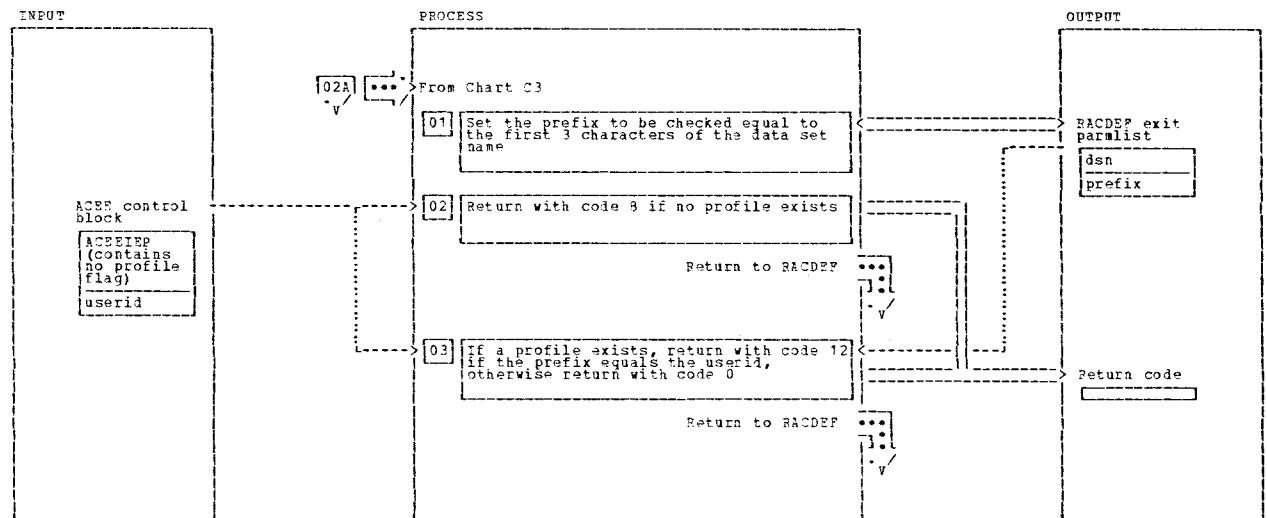 INPUT
PROCESS
OUTPUT
02A
From Chart C3
01
Set the prefix to be checked equal to
the first 3 characters of the data set
name
RACDEF exit
parmlist
dsn
prefix
ACEE control
block
ACEEIEP
(contains
no profile
flag)
userid
02
Return with code 8 if no profile exists
Return to RACDEF
03
If a profile exists, return with code 12
if the prefix equals the userid,
otherwise return with code 0
Return code
Return to RACDEF